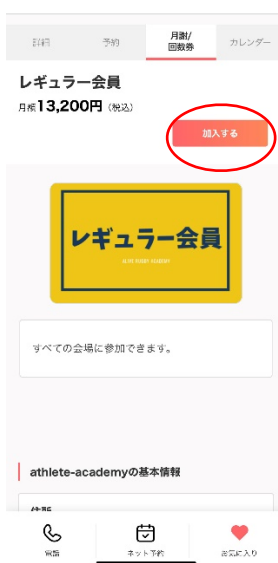 詳細
予約
月謝/
回数券
カレンダー
レギュラー会員
月額13,200円（税込）
加入する
レギュラー会員
すべての会場に参加できます。
athlete-academyの基本情報
住所
電話
ネット予約
お気に入り